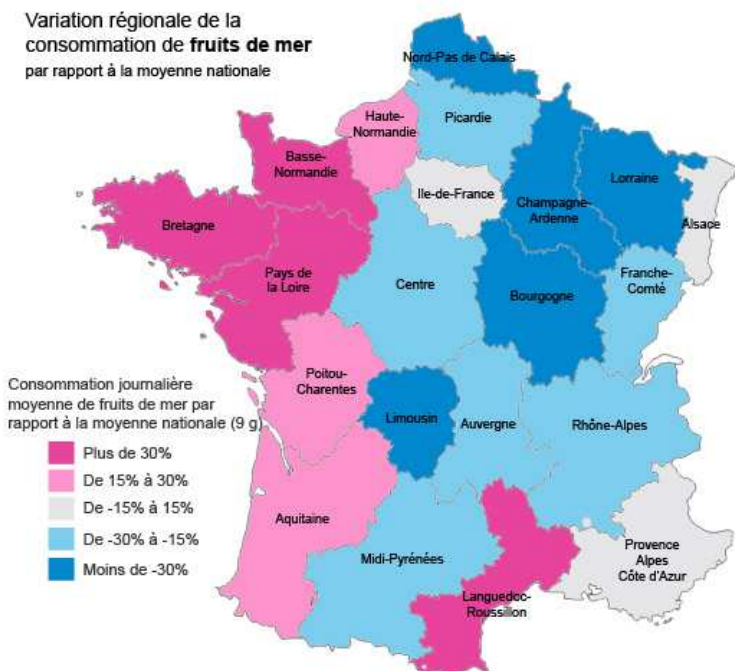 Variation régionale de la
consommation de fruits de mer
par rapport à la moyenne nationale
Nord-Pas de Calais
Haute-
Normandie
Picardie
Basse-
Normandie
Ile-de-France
Champagne-
Ardenne
Lorraine
Alsace
Bretagne
Pays de
la Loire
Centre
Bourgogne
Franche-
Comté
Poitou-
Charentes
Limousin
Auvergne
Rhône-Alpes
Aquitaine
Midi-Pyrénées
Languedoc-
Roussillon
Provence
Alpes
Côte d'Azur
Consommation journalière
moyenne de fruits de mer par
rapport à la moyenne nationale (9 g)
Plus de 30%
De 15% à 30%
De -15% à 15%
De -30% à -15%
Moins de -30%